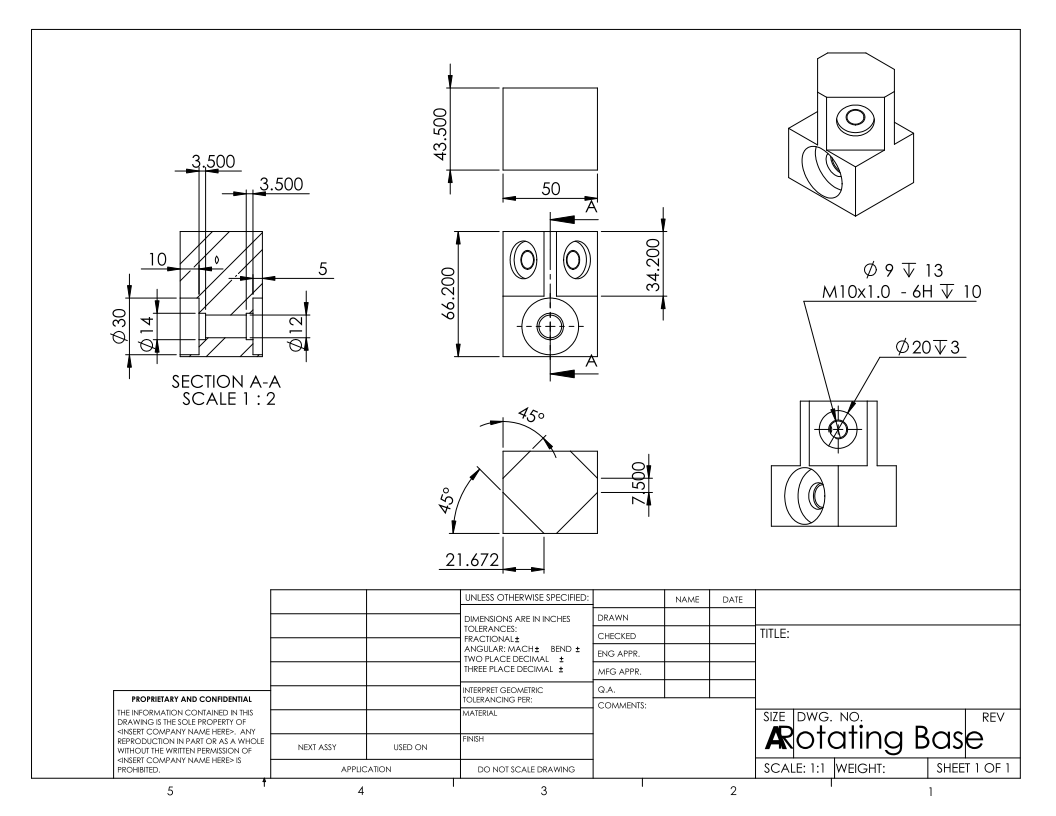 43.500
50
3.500
3.500
10
5
Ø30
Ø14
Ø12
SECTION A-A
SCALE 1 : 2
A
A
66.200
34.200
Ø 9 ↧ 13
M10x1.0 - 6H ↧ 10
Ø20↧3
45°
45°
7.500
21.672
UNLESS OTHERWISE SPECIFIED:
DIMENSIONS ARE IN INCHES
TOLERANCES:
FRACTIONAL±
ANGULAR: MACH± BEND ±
TWO PLACE DECIMAL ±
THREE PLACE DECIMAL ±
INTERPRET GEOMETRIC
TOLERANCING PER:
MATERIAL
FINISH
DO NOT SCALE DRAWING
NAME DATE
DRAWN
CHECKED
ENG APPR.
MFG APPR.
Q.A.
COMMENTS:
TITLE:
SIZE DWG. NO. REV
A Rotating Base
SCALE: 1:1 WEIGHT: SHEET 1 OF 1
PROPRIETARY AND CONFIDENTIAL
THE INFORMATION CONTAINED IN THIS
DRAWING IS THE SOLE PROPERTY OF
<INSERT COMPANY NAME HERE>. ANY
REPRODUCTION IN PART OR AS A WHOLE
WITHOUT THE WRITTEN PERMISSION OF
<INSERT COMPANY NAME HERE> IS
PROHIBITED.
NEXT ASSY USED ON
APPLICATION
5 4 3 2 1